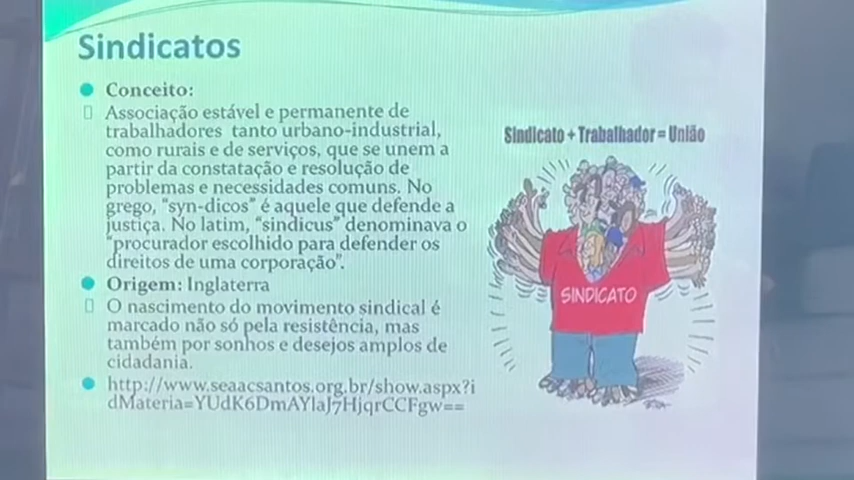 Sindicatos
Conceito:
Associação estável e permanente de
trabalhadores tanto urbano-industrial,
como rurais e de serviços, que se unem a
partir da constatação e resolução de
problemas e necessidades comuns. No
grego, "syn-dicos" é aquele que defende a
justiça. No latim, "sindicus" denominava o
"procurador escolhido para defender os
direitos de uma corporação".
Origem: Inglaterra
O nascimento do movimento sindical é
marcado não só pela resistência, mas
também por sonhos e desejos amplos de
cidadania.
http://www.seaacsantos.org.br/show.aspx?i
dMateria=YUdK6DmAYlaJ7HjqrCCFgw==
Sindicato + Trabalhador = União
SINDICATO